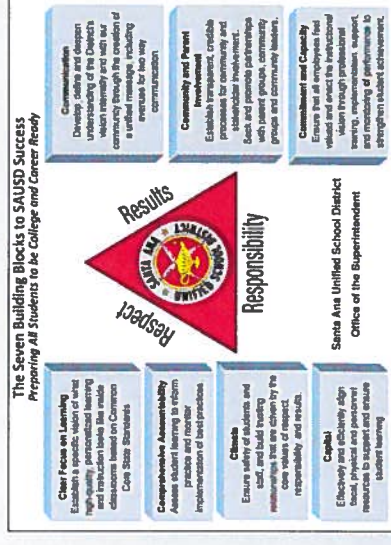 The Seven Building Blocks to SAUSD Success
Preparing All Students to be College and Career Ready
Clear Focus on Learning
Establish a specific vision of what
high-quality, personalized learning
and instruction looks like inside
classrooms based on Common
Core State Standards
Comprehensive Accountability
Assess student learning to inform
practice and monitor
implementation of best practices.
Climate
Ensure safety of students and
staff, and build trusting
relationships that are driven by the
core values of respect,
responsibility and results.
Capital
Effectively and efficiently align
fiscal, physical and personnel
resources to support and ensure
student learning
Respect
Results
Responsibility
SANTA ANA
UNIFIED SCHOOL DISTRICT
Santa Ana Unified School District
Office of the Superintendent
Communication
Develop, define and deepen
understanding of the District's
vision internally and with our
community through the creation of
a unified message, including
avenues for two way
communication
Community and Parent
Involvement
Establish transparent, credible
processes for community and
stakeholder involvement.
Seek and promote partnerships
with parent groups, community
groups and community leaders.
Commitment and Capacity
Ensure that all employees feel
valued and enact the instructional
vision through professional
training, implementation support,
and monitoring of performance to
strengthen student achievement